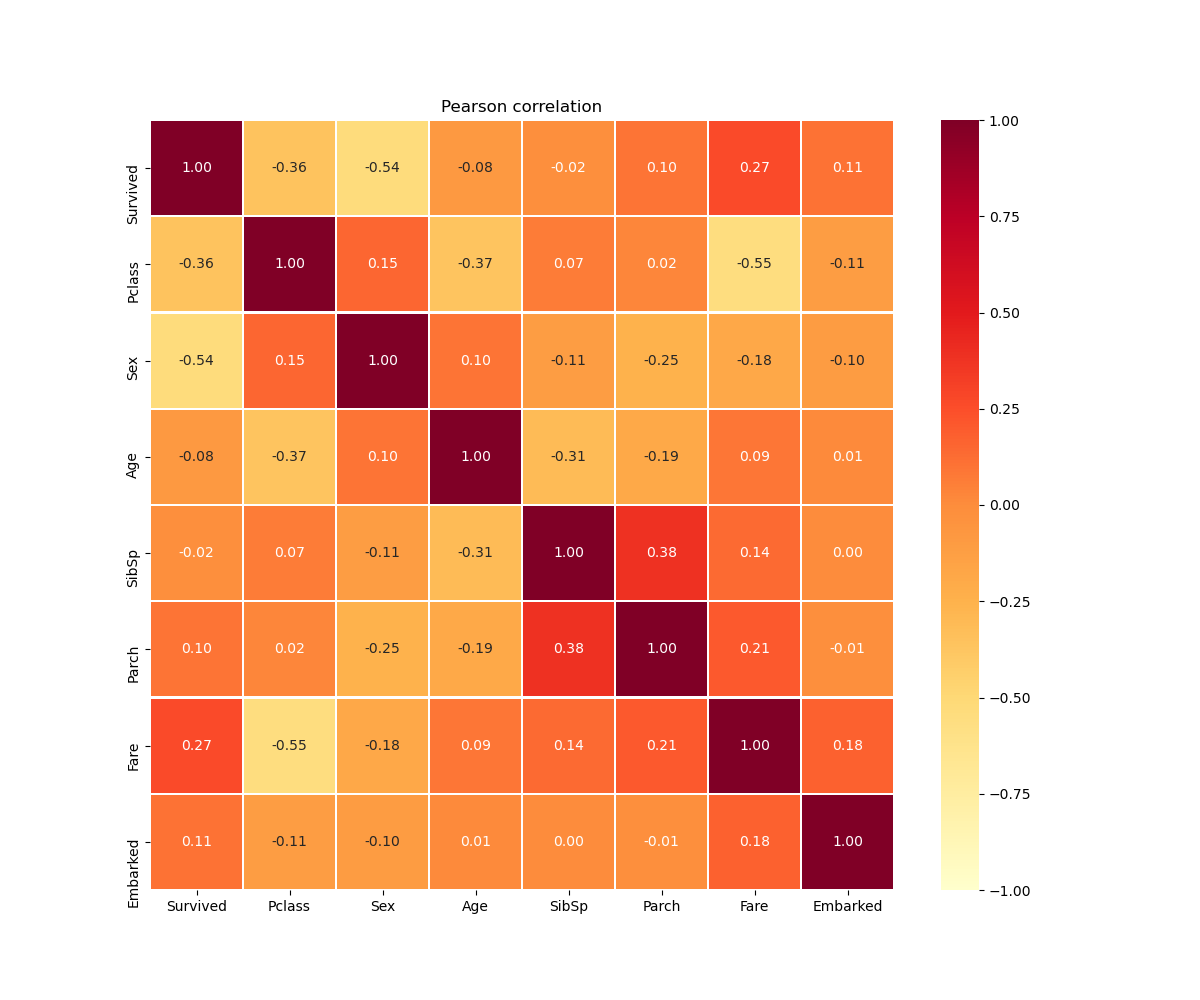 Pearson correlation
Survived 1.00 -0.36 -0.54 -0.08 -0.02 0.10 0.27 0.11
Pclass -0.36 1.00 0.15 -0.37 0.07 0.02 -0.55 -0.11
Sex -0.54 0.15 1.00 0.10 -0.11 -0.25 -0.18 -0.10
Age -0.08 -0.37 0.10 1.00 -0.31 -0.19 0.09 0.01
SibSp -0.02 0.07 -0.11 -0.31 1.00 0.38 0.14 0.00
Parch 0.10 0.02 -0.25 -0.19 0.38 1.00 0.21 -0.01
Fare 0.27 -0.55 -0.18 0.09 0.14 0.21 1.00 0.18
Embarked 0.11 -0.11 -0.10 0.01 0.00 -0.01 0.18 1.00
Survived Pclass Sex Age SibSp Parch Fare Embarked
1.00
0.75
0.50
0.25
0.00
−0.25
−0.50
−0.75
−1.00